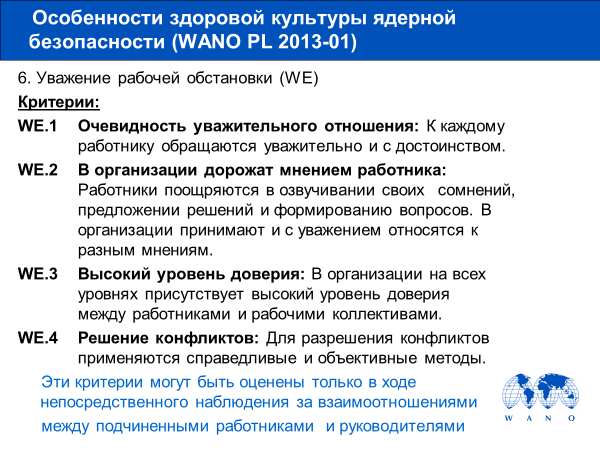 Особенности здоровой культуры ядерной
безопасности (WANO PL 2013-01)
6. Уважение рабочей обстановки (WE)
Критерии:
WE.1 Очевидность уважительного отношения: К каждому
работнику обращаются уважительно и с достоинством.
WE.2 В организации дорожат мнением работника:
Работники поощряются в озвучивании своих сомнений,
предложении решений и формированию вопросов. В
организации принимают и с уважением относятся к
разным мнениям.
WE.3 Высокий уровень доверия: В организации на всех
уровнях присутствует высокий уровень доверия
между работниками и рабочими коллективами.
WE.4 Решение конфликтов: Для разрешения конфликтов
применяются справедливые и объективные методы.
Эти критерии могут быть оценены только в ходе
непосредственного наблюдения за взаимоотношениями
между подчиненными работниками и руководителями
W A N O